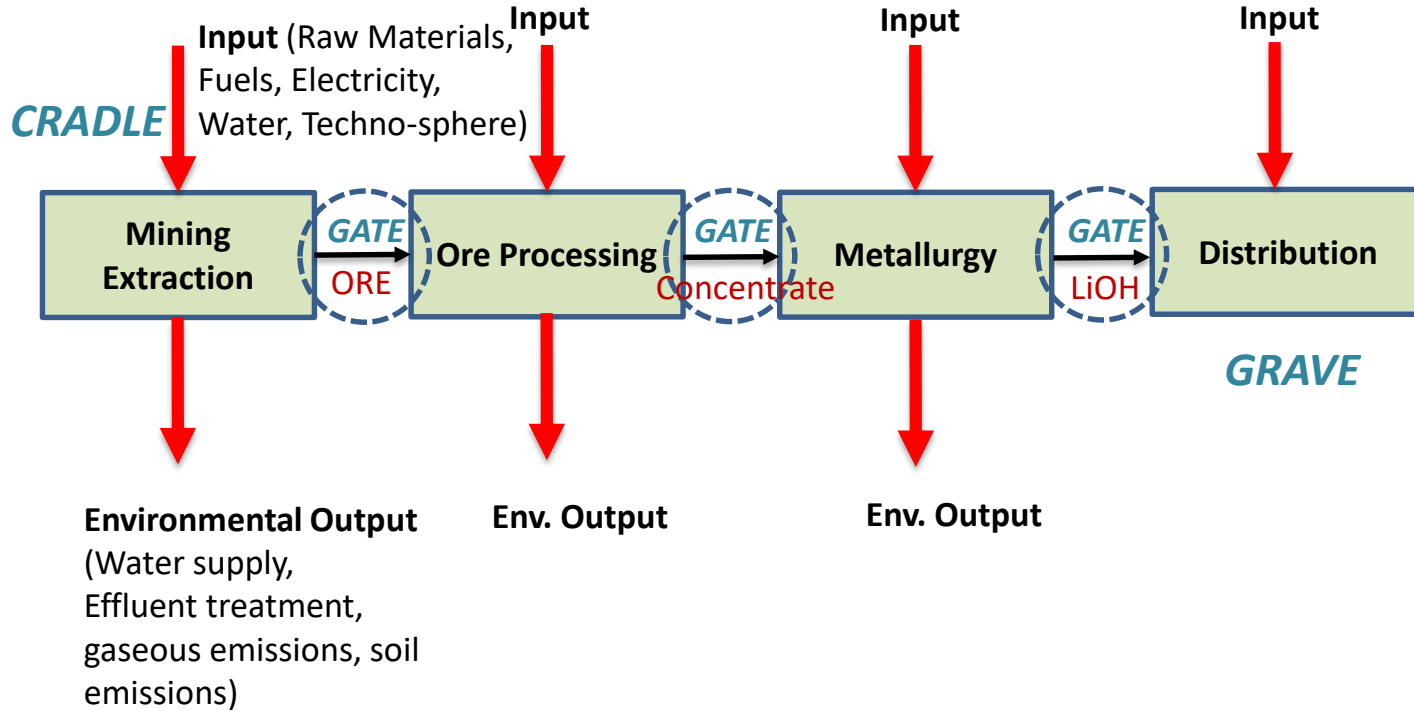 Input (Raw Materials,
Fuels, Electricity,
Water, Techno-sphere)
Input
Input
Input
CRADLE
Mining
Extraction
GATE
ORE
Ore Processing
GATE
Concentrate
Metallurgy
GATE
LiOH
Distribution
GRAVE
Environmental Output
(Water supply,
Effluent treatment,
gaseous emissions, soil
emissions)
Env. Output
Env. Output